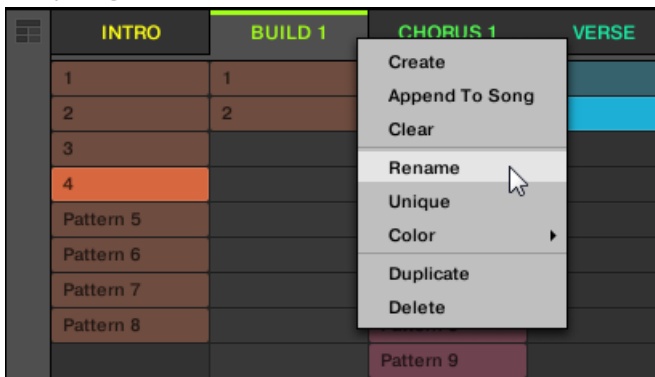 INTRO BUILD 1 CHORUS 1 VERSE
1 1
2 2
3
4
Pattern 5
Pattern 6
Pattern 7
Pattern 8
Create
Append To Song
Clear
Rename
Unique
Color
Duplicate
Delete
Pattern 9